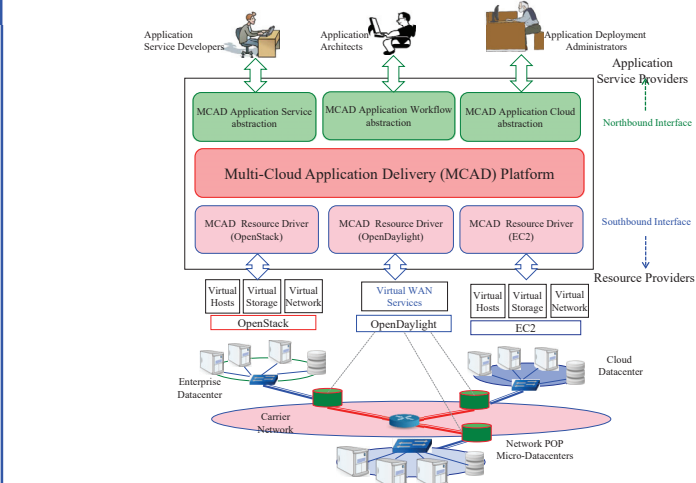 Application
Service Developers
Application
Architects
Application Deployment
Administrators
Application
Service Providers
MCAD Application Service
abstraction
MCAD Application Workflow
abstraction
MCAD Application Cloud
abstraction
Northbound Interface
Multi-Cloud Application Delivery (MCAD) Platform
MCAD Resource Driver
(OpenStack)
MCAD Resource Driver
(OpenDaylight)
MCAD Resource Driver
(EC2)
Southbound Interface
Resource Providers
Virtual
Hosts
Virtual
Storage
Virtual
Network
Virtual WAN
Services
Virtual
Hosts
Virtual
Storage
Virtual
Network
OpenStack
OpenDaylight
EC2
Enterprise
Datacenter
Cloud
Datacenter
Carrier
Network
Network POP
Micro-Datacenters